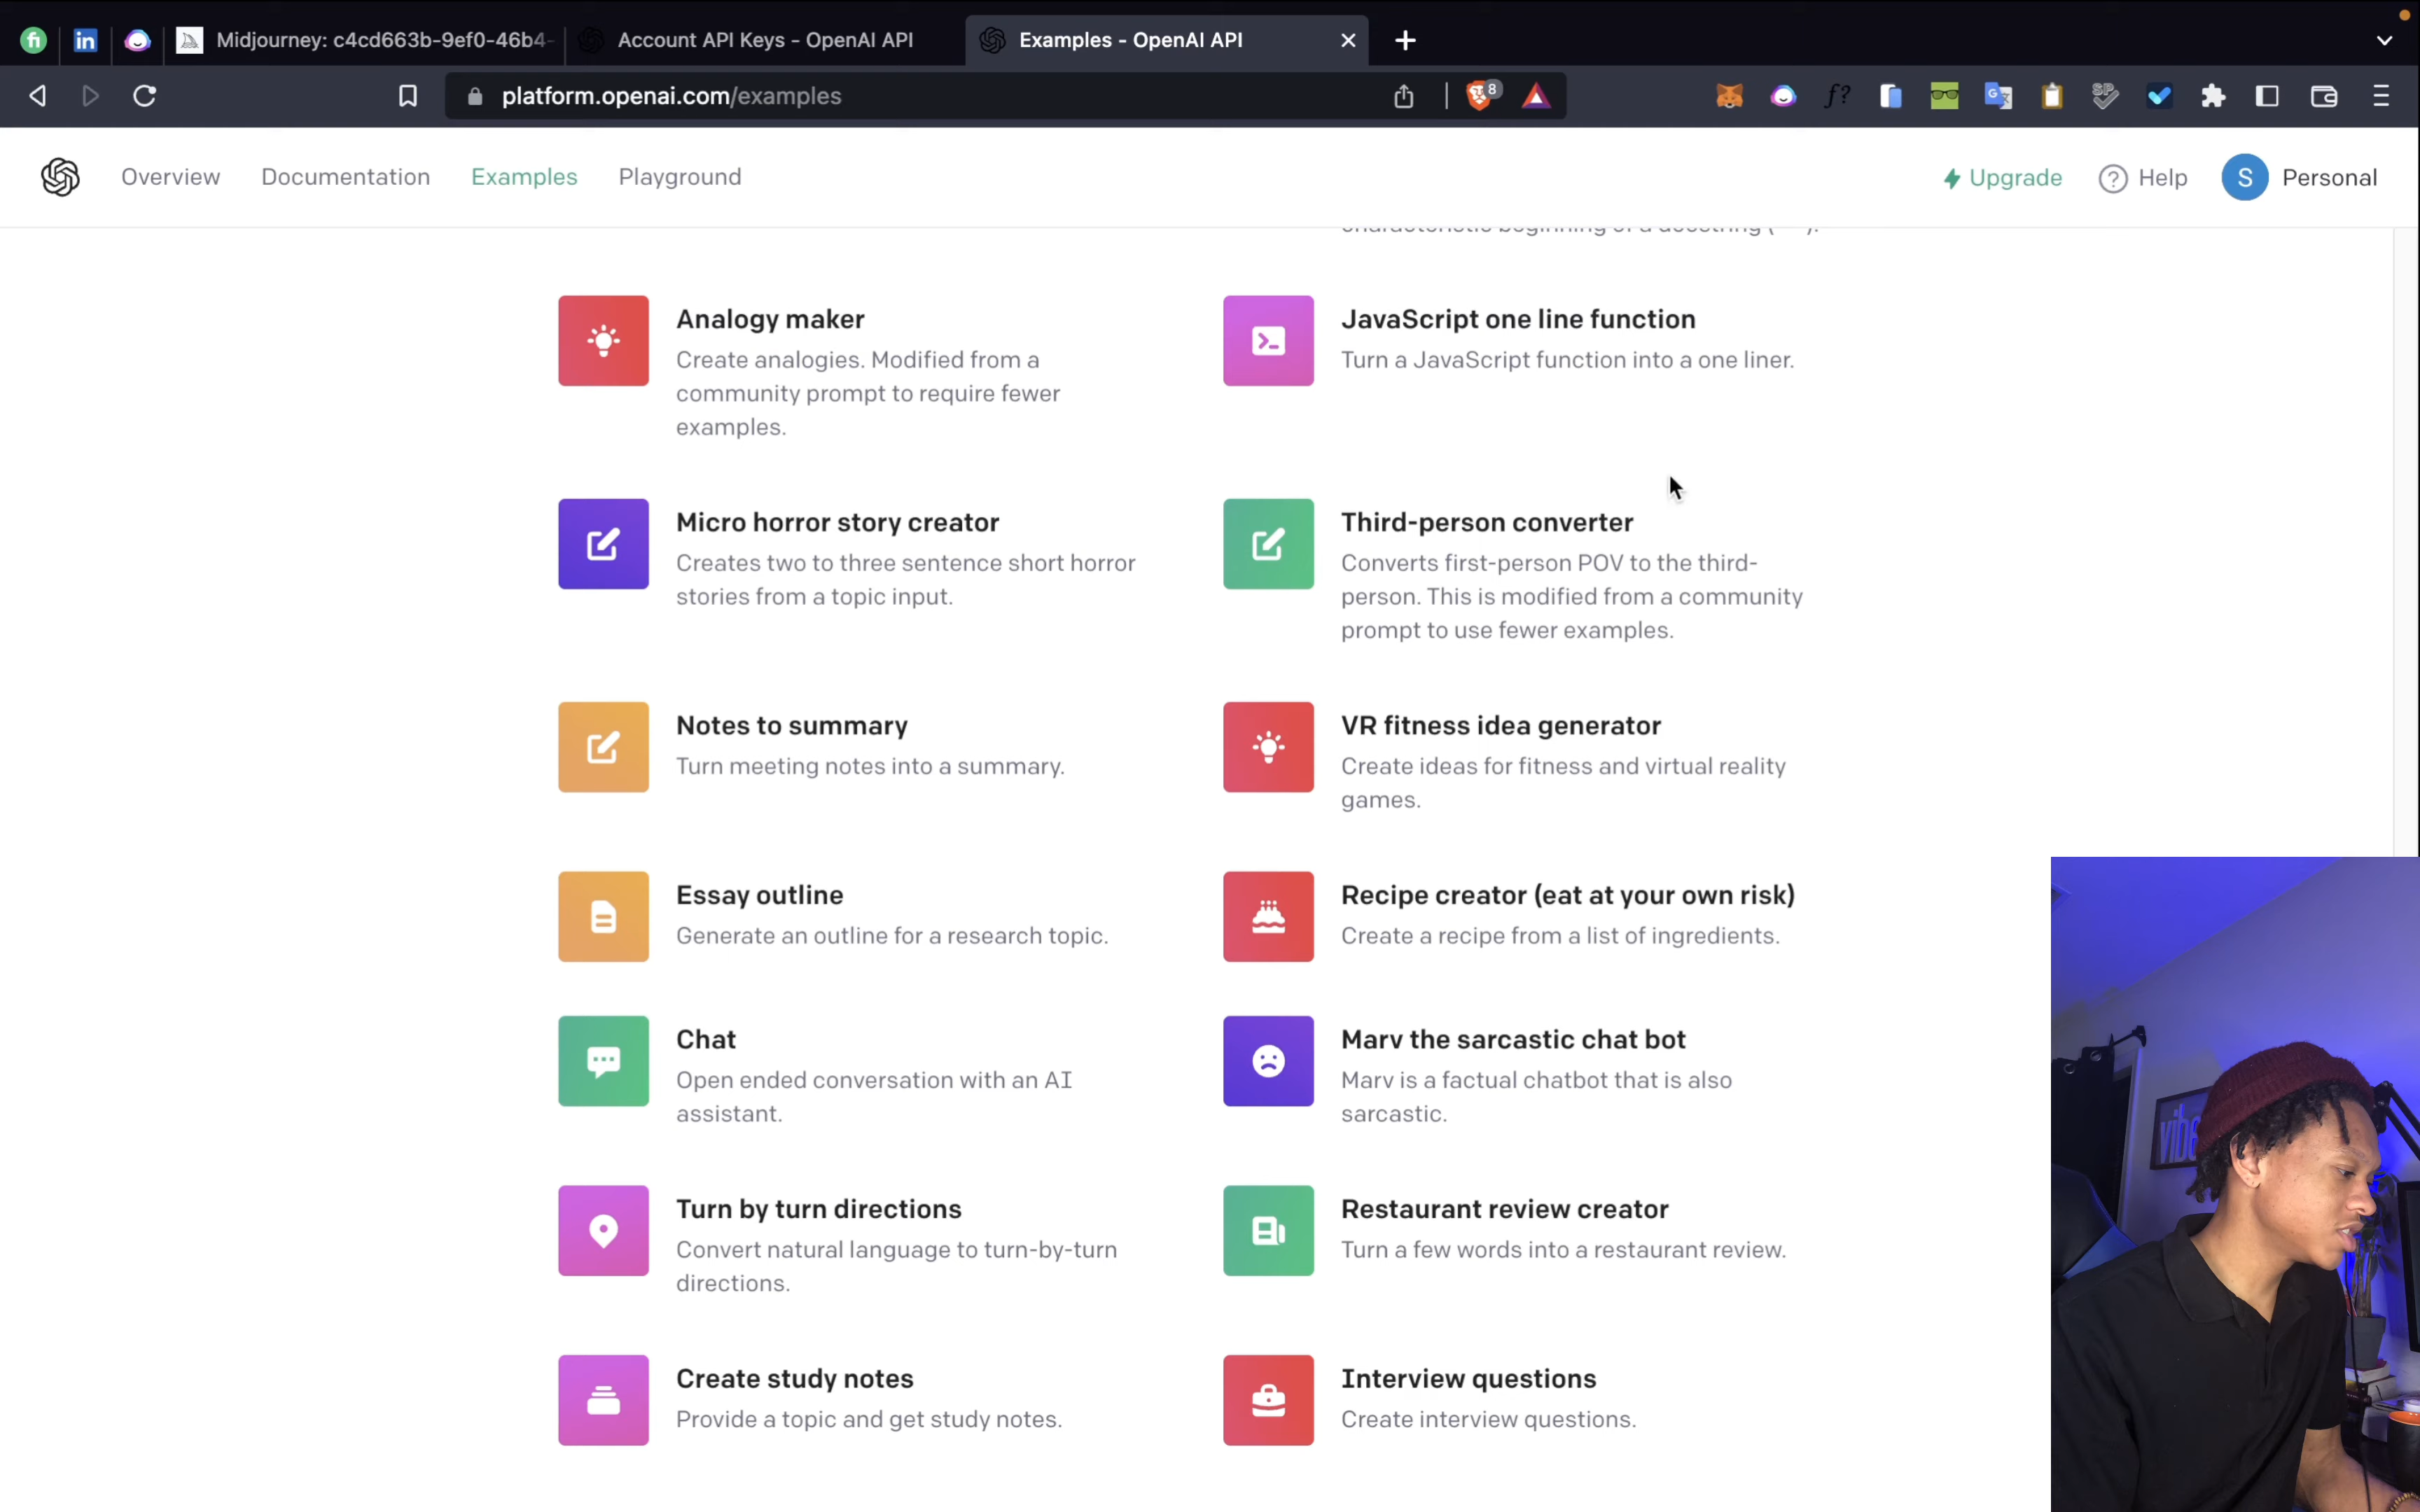 fi
in
Midjourney: c4cd663b-9ef0-46b4-
Account API Keys - OpenAI API
Examples - OpenAI API
platform.openai.com/examples
8
f?
G
SP
Overview
Documentation
Examples
Playground
Upgrade
? Help
S
Personal
characteristic beginning of a docstring (""").
Analogy maker
Create analogies. Modified from a
community prompt to require fewer
examples.
JavaScript one line function
Turn a JavaScript function into a one liner.
Micro horror story creator
Creates two to three sentence short horror
stories from a topic input.
Third-person converter
Converts first-person POV to the third-
person. This is modified from a community
prompt to use fewer examples.
Notes to summary
Turn meeting notes into a summary.
VR fitness idea generator
Create ideas for fitness and virtual reality
games.
Essay outline
Generate an outline for a research topic.
Recipe creator (eat at your own risk)
Create a recipe from a list of ingredients.
Chat
Open ended conversation with an AI
assistant.
Marv the sarcastic chat bot
Marv is a factual chatbot that is also
sarcastic.
Turn by turn directions
Convert natural language to turn-by-turn
directions.
Restaurant review creator
Turn a few words into a restaurant review.
Create study notes
Provide a topic and get study notes.
Interview questions
Create interview questions.